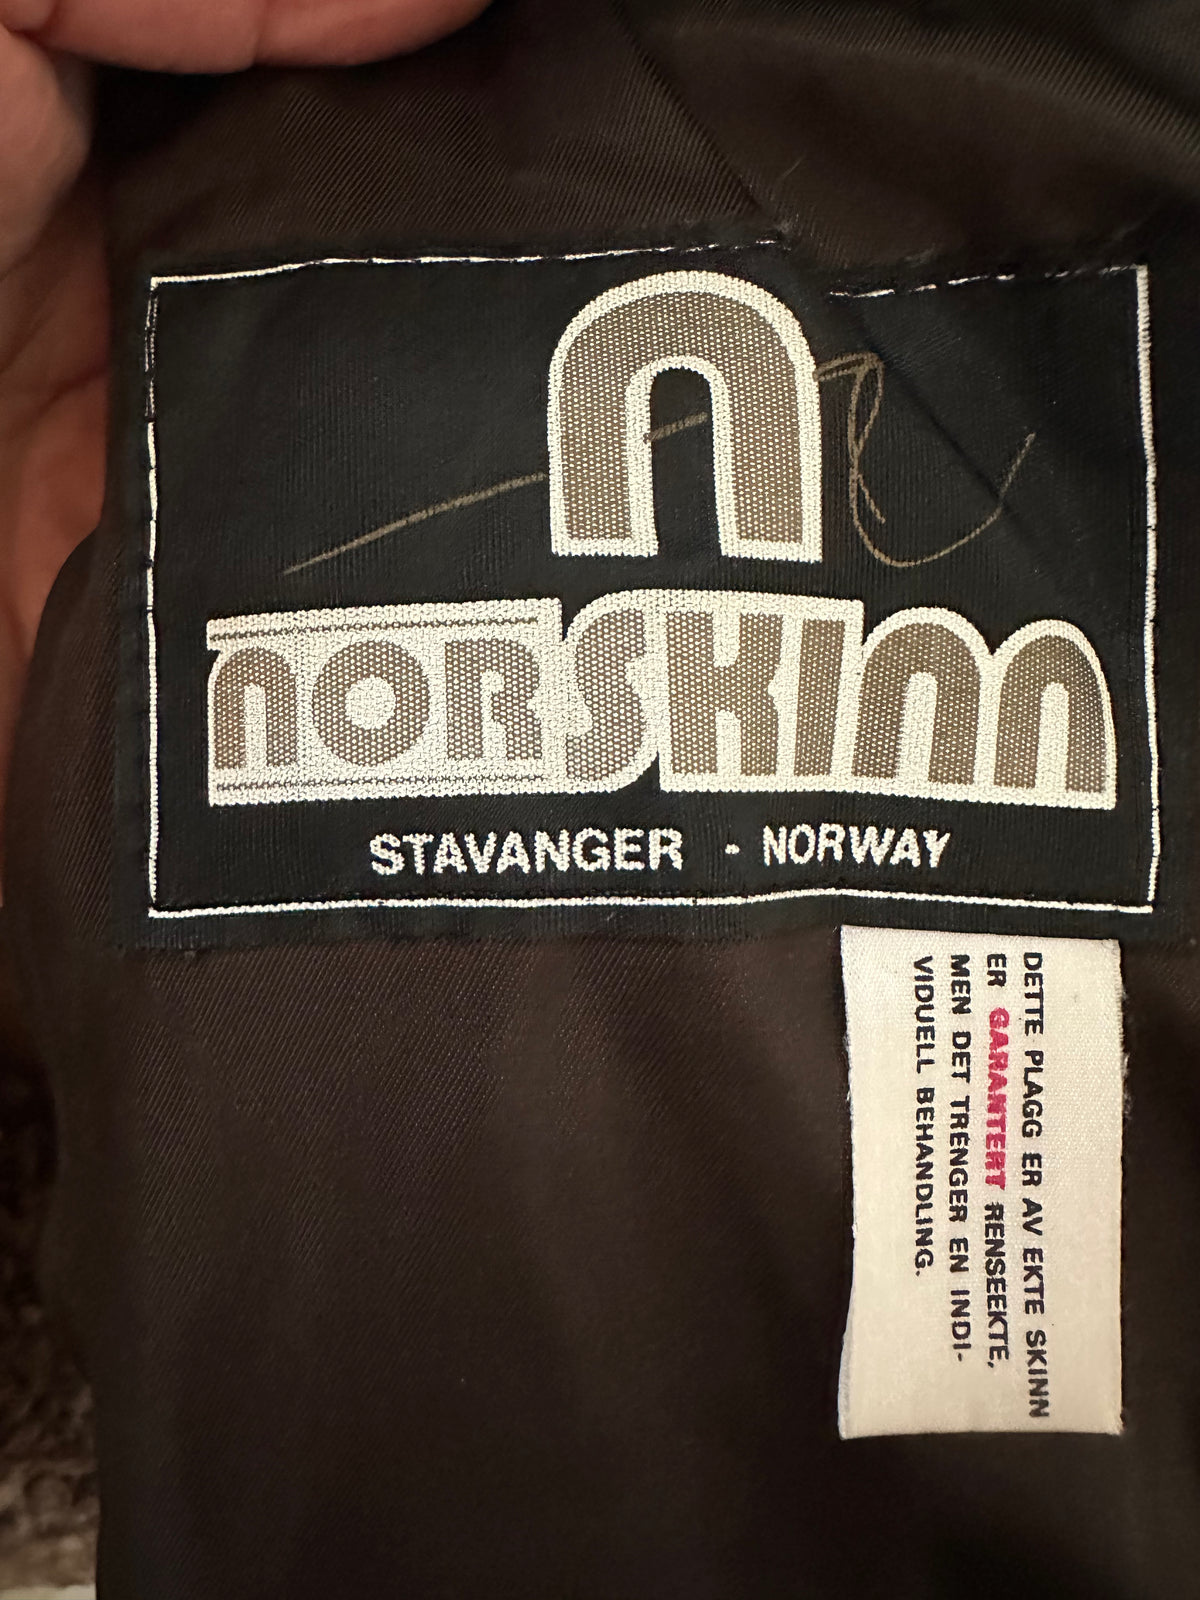 n
norskinn
STAVANGER - NORWAY
DETTE PLAGG ER AV EKTE SKINN
ER GARANTERT RENSEEKTE,
MEN DET TRENGER EN INDI-
VIDUELL BEHANDLING.